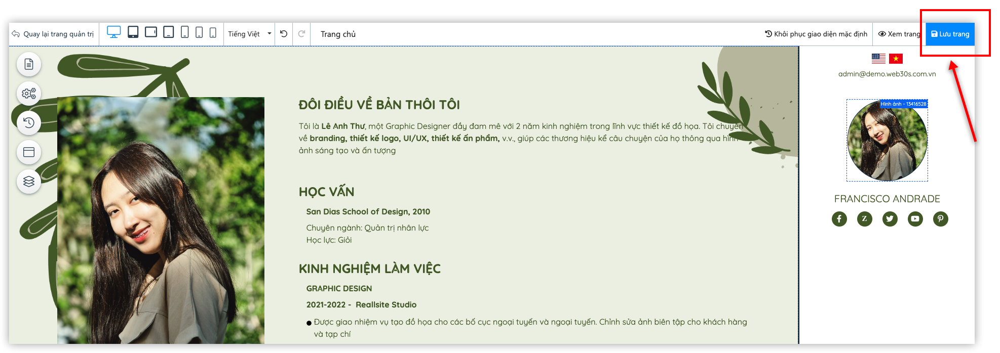 Quay lại trang quản trị
Tiếng Việt
Trang chủ
Khôi phục giao diện mặc định
Xem trang
Lưu trang
ĐÔI ĐIỀU VỀ BẢN THÔI TÔI
Tôi là Lê Anh Thư, một Graphic Designer đầy đam mê với 2 năm kinh nghiệm trong lĩnh vực thiết kế đồ họa. Tôi chuyên
về branding, thiết kế logo, UI/UX, thiết kế ấn phẩm, v.v., giúp các thương hiệu kể câu chuyện của họ thông qua hình
ảnh sáng tạo và ấn tượng
HỌC VẤN
San Dias School of Design, 2010
Chuyên ngành: Quản trị nhân lực
Học lực: Giỏi
KINH NGHIỆM LÀM VIỆC
GRAPHIC DESIGN
2021-2022 - Reallsite Studio
Được giao nhiệm vụ tạo đồ họa cho các bố cục ngoại tuyến và ngoại tuyến. Chỉnh sửa ảnh biên tập cho khách hàng
và tạp chí
admin@demo.web30s.com.vn
Hình ảnh - 13416528
FRANCISCO ANDRADE